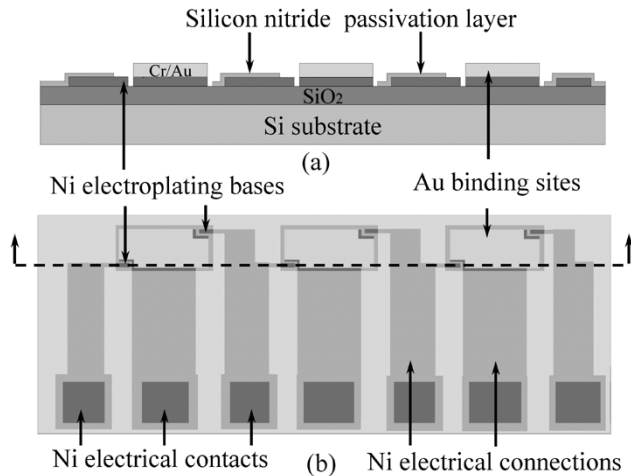 Silicon nitride passivation layer
Cr/Au
SiO₂
Si substrate
(a)
Ni electroplating bases
Au binding sites
Ni electrical contacts
(b)
Ni electrical connections